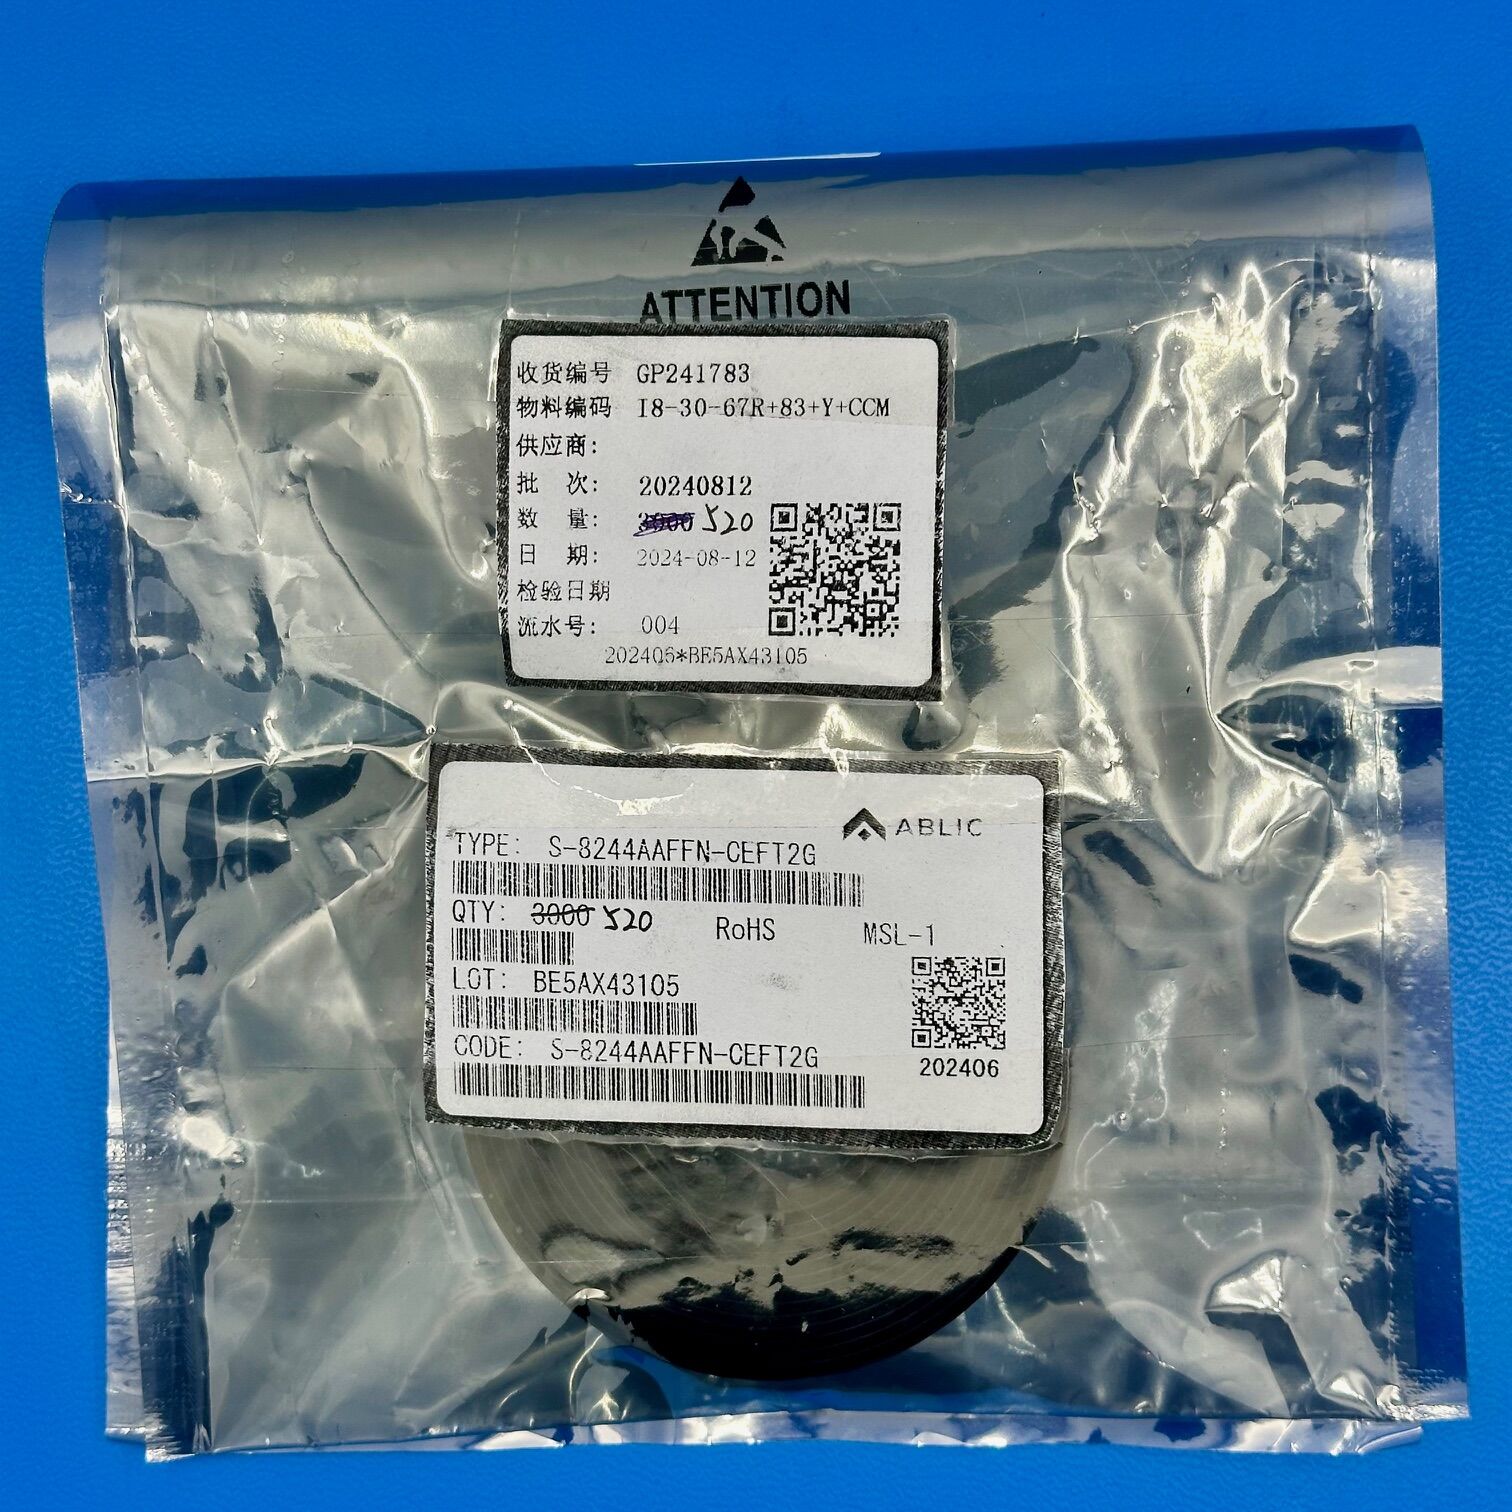 ATTENTION
收货编号 GP241783
物料编码 I8-30-67R+83+Y+CCM
供应商:
批 次: 20240812
数 量: 3000 520
日 期: 2024-08-12
检验日期
流水号: 004
202406*BE5AX43105
ABLIC
TYPE: S-8244AAFFN-CEFT2G
QTY: 3000 520 RoHS MSL-1
LOT: BE5AX43105
CODE: S-8244AAFFN-CEFT2G
202406